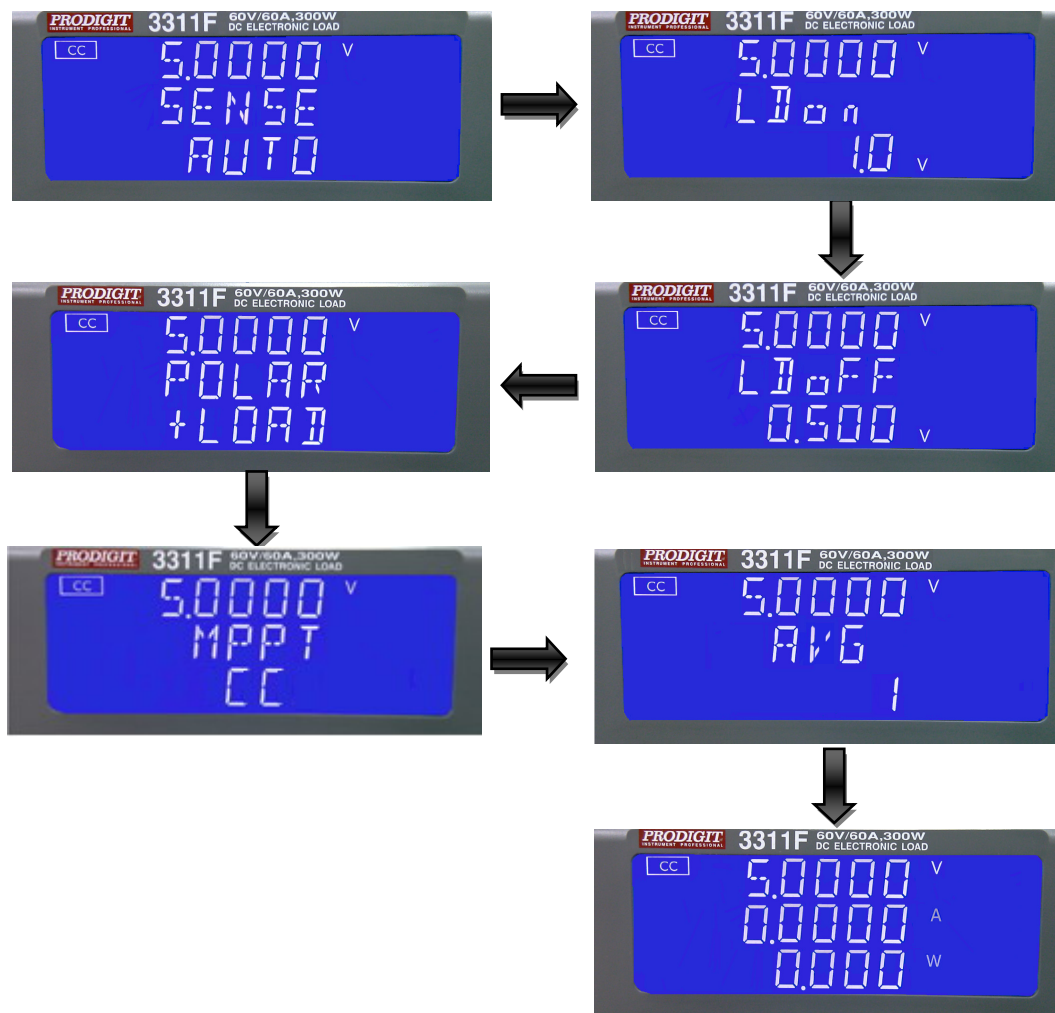 PRODIGIT 3311F 60V/60A,300W
INSTRUMENT PROFESSIONAL DC ELECTRONIC LOAD
CC 5.0000 V
SENSE
AUTO
PRODIGIT 3311F 60V/60A,300W
INSTRUMENT PROFESSIONAL DC ELECTRONIC LOAD
CC 5.0000 V
LDon
1.0 V
PRODIGIT 3311F 60V/60A,300W
INSTRUMENT PROFESSIONAL DC ELECTRONIC LOAD
CC 5.0000 V
LDoFF
0.500 V
PRODIGIT 3311F 60V/60A,300W
INSTRUMENT PROFESSIONAL DC ELECTRONIC LOAD
CC 5.0000 V
POLAR
+LOAD
PRODIGIT 3311F 60V/60A,300W
INSTRUMENT PROFESSIONAL DC ELECTRONIC LOAD
CC 5.0000 V
MPPT
CC
PRODIGIT 3311F 60V/60A,300W
INSTRUMENT PROFESSIONAL DC ELECTRONIC LOAD
CC 5.0000 V
AVG
1
PRODIGIT 3311F 60V/60A,300W
INSTRUMENT PROFESSIONAL DC ELECTRONIC LOAD
CC 5.0000 V
0.0000 A
0.000 W